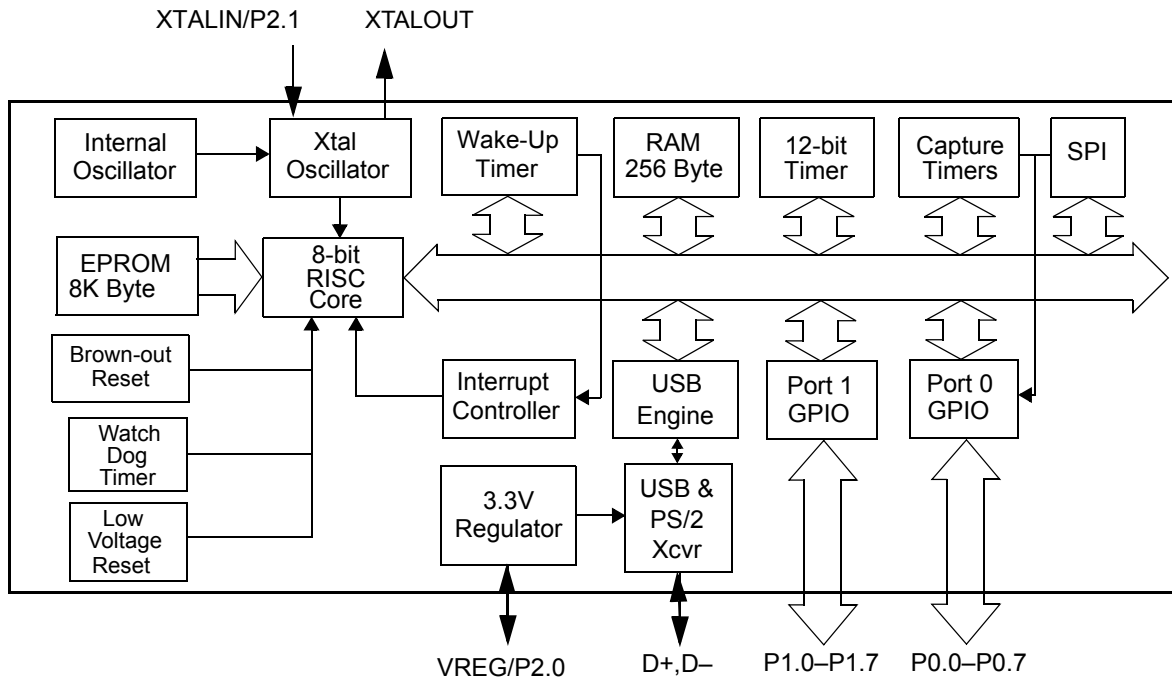 XTALIN/P2.1
XTALOUT
Internal
Oscillator
Xtal
Oscillator
Wake-Up
Timer
RAM
256 Byte
12-bit
Timer
Capture
Timers
SPI
EPROM
8K Byte
8-bit
RISC
Core
Brown-out
Reset
Interrupt
Controller
USB
Engine
Port 1
GPIO
Port 0
GPIO
Watch
Dog
Timer
3.3V
Regulator
USB &
PS/2
Xcvr
Low
Voltage
Reset
VREG/P2.0
D+,D–
P1.0–P1.7
P0.0–P0.7